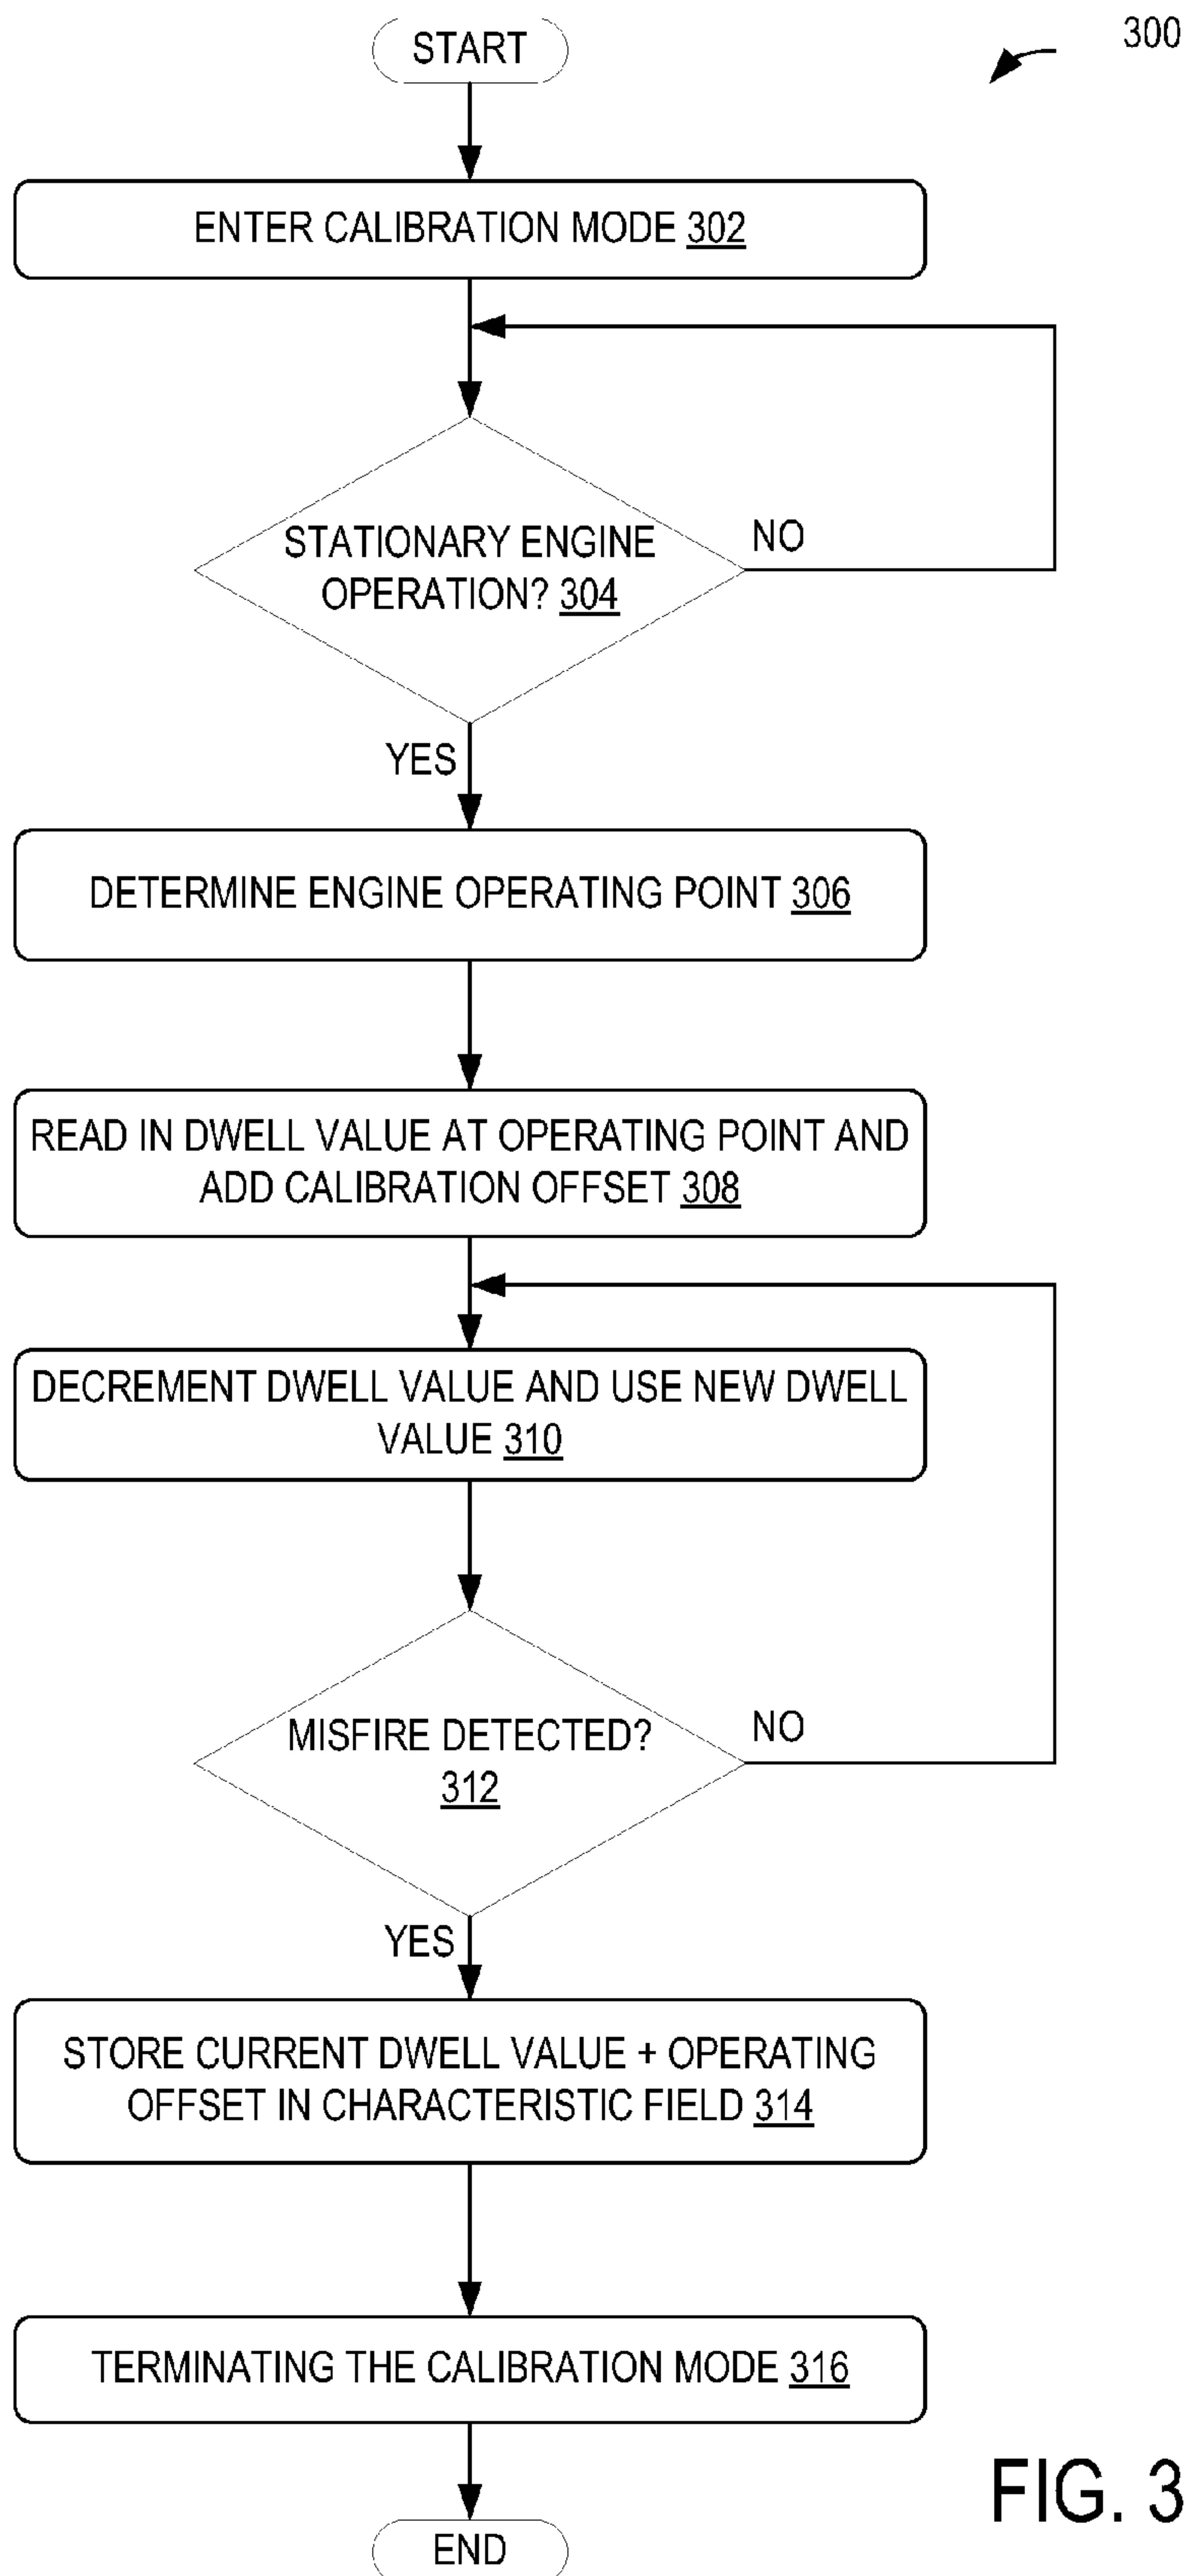 START
300
ENTER CALIBRATION MODE 302
STATIONARY ENGINE
OPERATION? 304
NO
YES
DETERMINE ENGINE OPERATING POINT 306
READ IN DWELL VALUE AT OPERATING POINT AND
ADD CALIBRATION OFFSET 308
DECREMENT DWELL VALUE AND USE NEW DWELL
VALUE 310
MISFIRE DETECTED?
312
NO
YES
STORE CURRENT DWELL VALUE + OPERATING
OFFSET IN CHARACTERISTIC FIELD 314
TERMINATING THE CALIBRATION MODE 316
END
FIG. 3